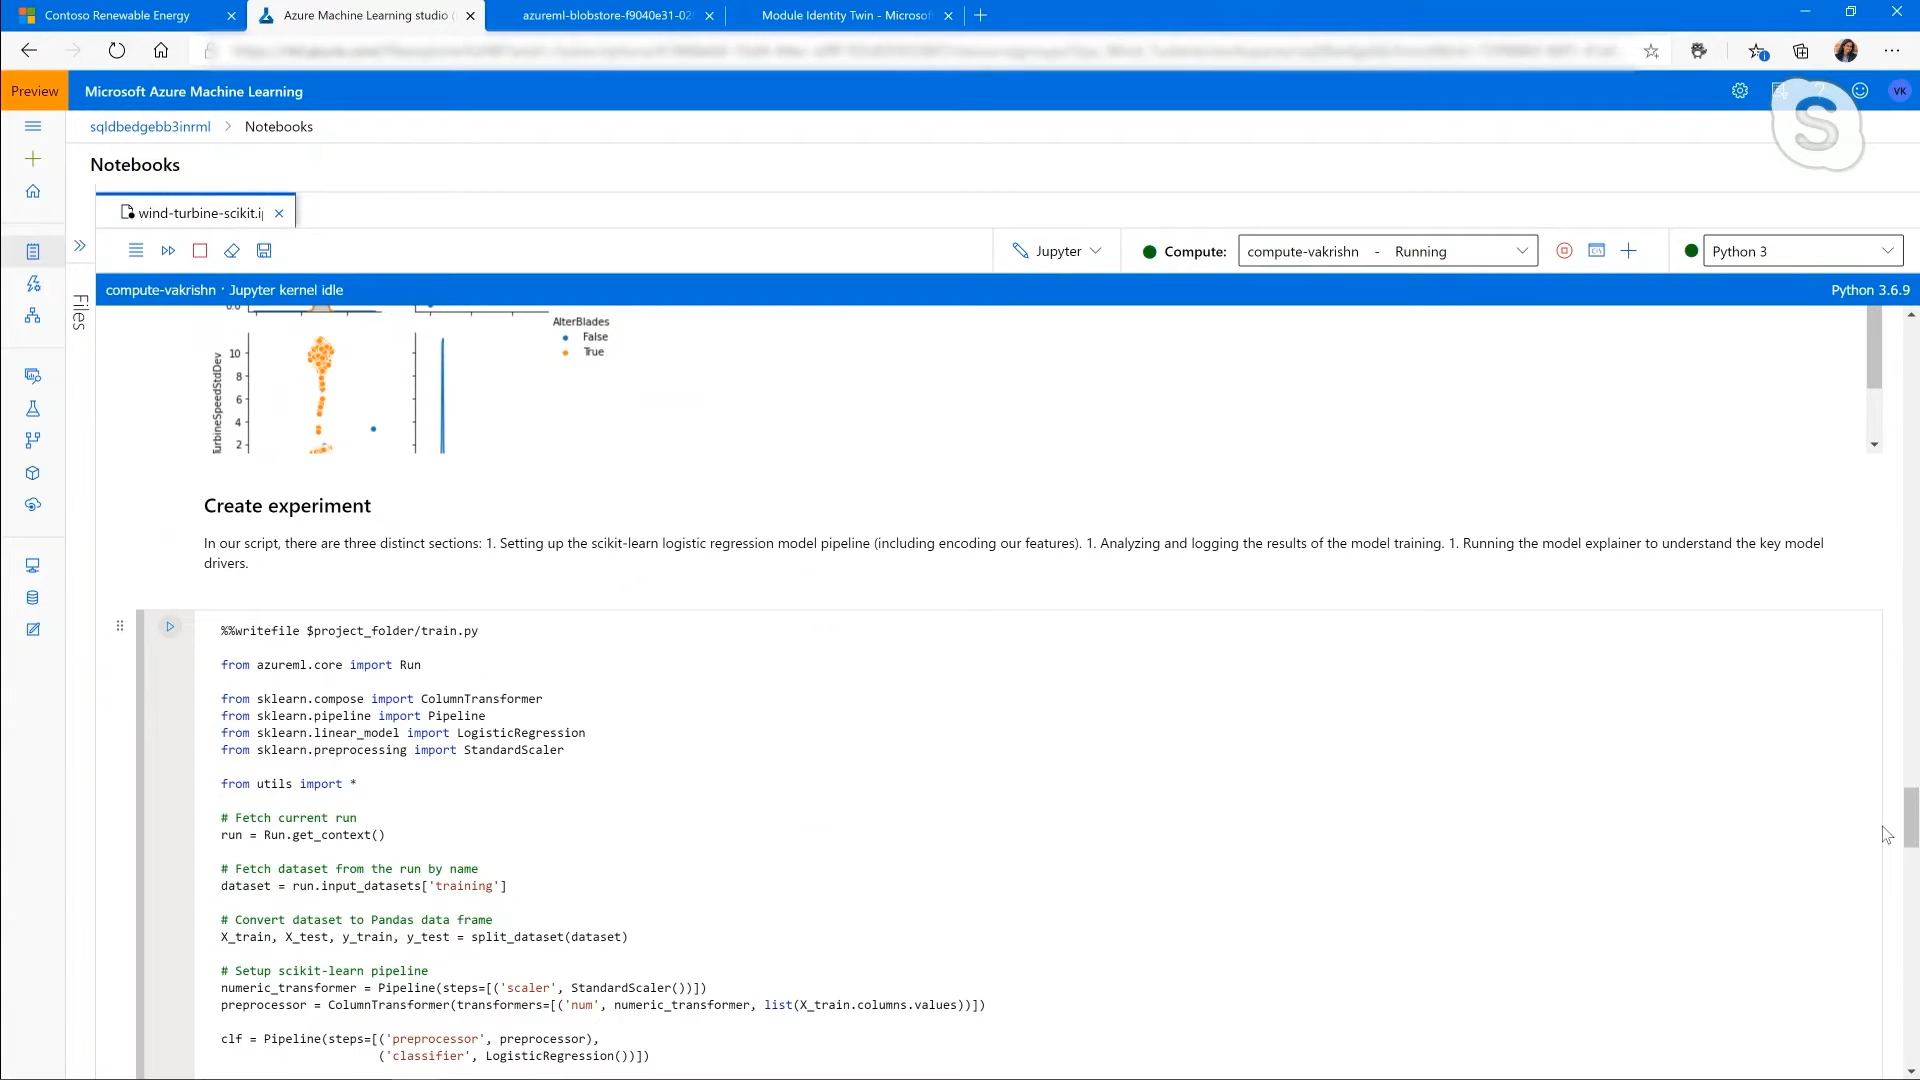 Contoso Renewable Energy
Azure Machine Learning studio (
azureml-blobstore-f9040e31-02
Module Identity Twin - Microsof
Preview
Microsoft Azure Machine Learning
VK
sqldbedgebb3inrml > Notebooks
S
Notebooks
wind-turbine-scikit.i
Jupyter
Compute:
compute-vakrishn - Running
Python 3
compute-vakrishn · Jupyter kernel idle
Python 3.6.9
Files
0.0
AlterBlades
False
True
TurbineSpeedStdDev
10
8
6
4
2
Create experiment
In our script, there are three distinct sections: 1. Setting up the scikit-learn logistic regression model pipeline (including encoding our features). 1. Analyzing and logging the results of the model training. 1. Running the model explainer to understand the key model
drivers.
%%writefile $project_folder/train.py
from azureml.core import Run
from sklearn.compose import ColumnTransformer
from sklearn.pipeline import Pipeline
from sklearn.linear_model import LogisticRegression
from sklearn.preprocessing import StandardScaler
from utils import *
# Fetch current run
run = Run.get_context()
# Fetch dataset from the run by name
dataset = run.input_datasets['training']
# Convert dataset to Pandas data frame
X_train, X_test, y_train, y_test = split_dataset(dataset)
# Setup scikit-learn pipeline
numeric_transformer = Pipeline(steps=[('scaler', StandardScaler())])
preprocessor = ColumnTransformer(transformers=[('num', numeric_transformer, list(X_train.columns.values))])
clf = Pipeline(steps=[('preprocessor', preprocessor),
('classifier', LogisticRegression())])